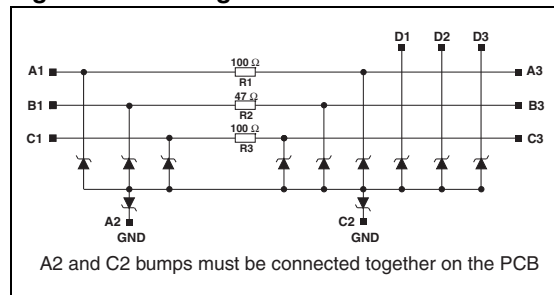 D1 D2 D3
A1 100 Ω A3
R1
B1 47 Ω B3
R2
C1 100 Ω C3
R3
A2 C2
GND GND
A2 and C2 bumps must be connected together on the PCB